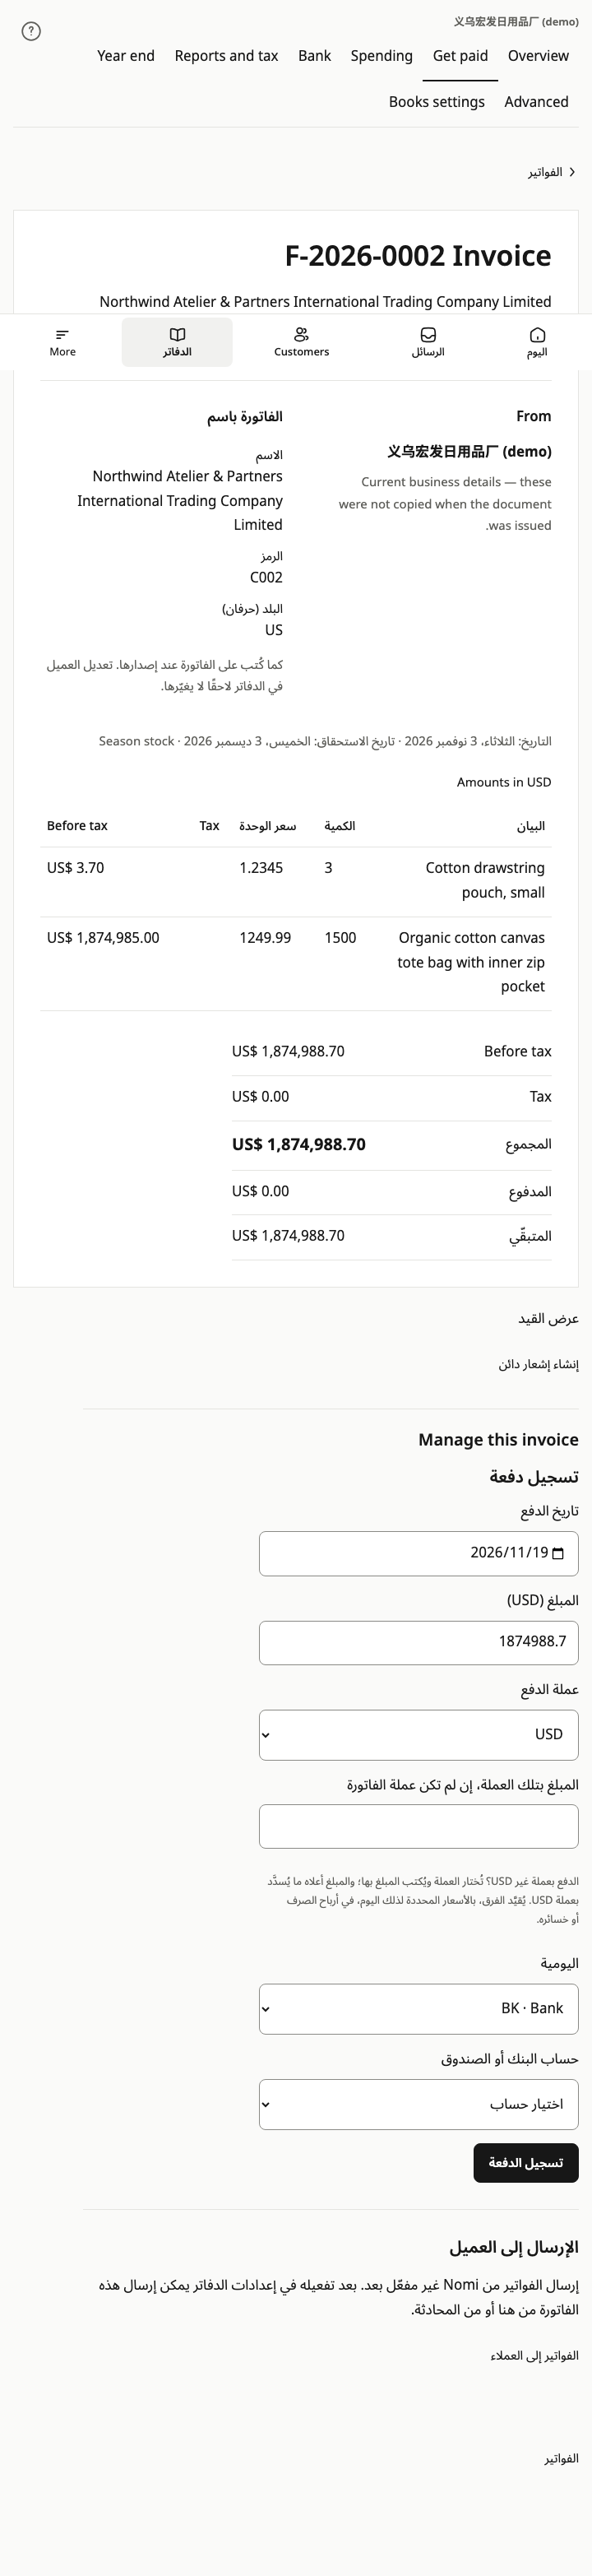 义乌宏发日用品厂 (demo)
Overview
Get paid
Spending
Bank
Reports and tax
Year end
Advanced
Books settings
الفواتير
F-2026-0002 Invoice
Northwind Atelier & Partners International Trading Company Limited
اليوم
الرسائل
Customers
الدفاتر
More
From
义乌宏发日用品厂 (demo)
Current business details — these
were not copied when the document
was issued.
الفاتورة باسم
الاسم
Northwind Atelier & Partners
International Trading Company
Limited
الرمز
C002
البلد (حرفان)
US
كما كُتب على الفاتورة عند إصدارها. تعديل العميل
في الدفاتر لاحقًا لا يغيّرها.
التاريخ: الثلاثاء، 3 نوفمبر 2026 · تاريخ الاستحقاق: الخميس، 3 ديسمبر 2026 · Season stock
Amounts in USD
البيان الكمية سعر الوحدة Tax Before tax
Cotton drawstring 3 1.2345 US$ 3.70
pouch, small
Organic cotton canvas 1500 1249.99 US$ 1,874,985.00
tote bag with inner zip
pocket
Before tax US$ 1,874,988.70
Tax US$ 0.00
المجموع US$ 1,874,988.70
المدفوع US$ 0.00
المتبقّي US$ 1,874,988.70
عرض القيد
إنشاء إشعار دائن
Manage this invoice
تسجيل دفعة
تاريخ الدفع
2026/11/19
المبلغ (USD)
1874988.7
عملة الدفع
USD
المبلغ بتلك العملة، إن لم تكن عملة الفاتورة
الدفع بعملة غير USD؟ تُختار العملة ويُكتب المبلغ بها؛ والمبلغ أعلاه ما يُسدَّد
بعملة USD. يُقيَّد الفرق، بالأسعار المحددة لذلك اليوم، في أرباح الصرف
أو خسائره.
اليومية
BK · Bank
حساب البنك أو الصندوق
اختيار حساب
تسجيل الدفعة
الإرسال إلى العميل
إرسال الفواتير من Nomi غير مفعّل بعد. بعد تفعيله في إعدادات الدفاتر يمكن إرسال هذه
الفاتورة من هنا أو من المحادثة.
الفواتير إلى العملاء
الفواتير